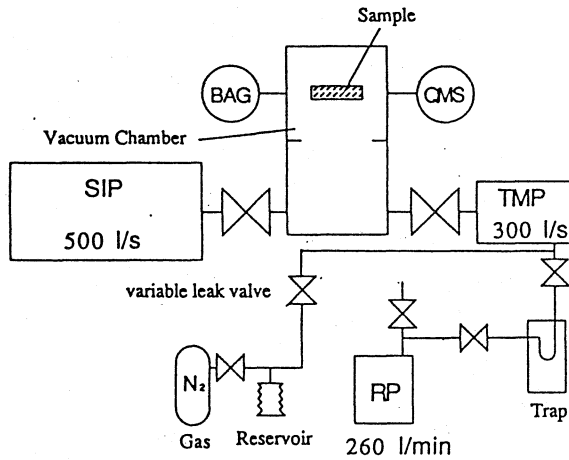 Sample
BAG
QMS
Vacuum Chamber
SIP
500 l/s
TMP
300 l/s
variable leak valve
N₂
Gas
Reservoir
RP
260 l/min
Trap